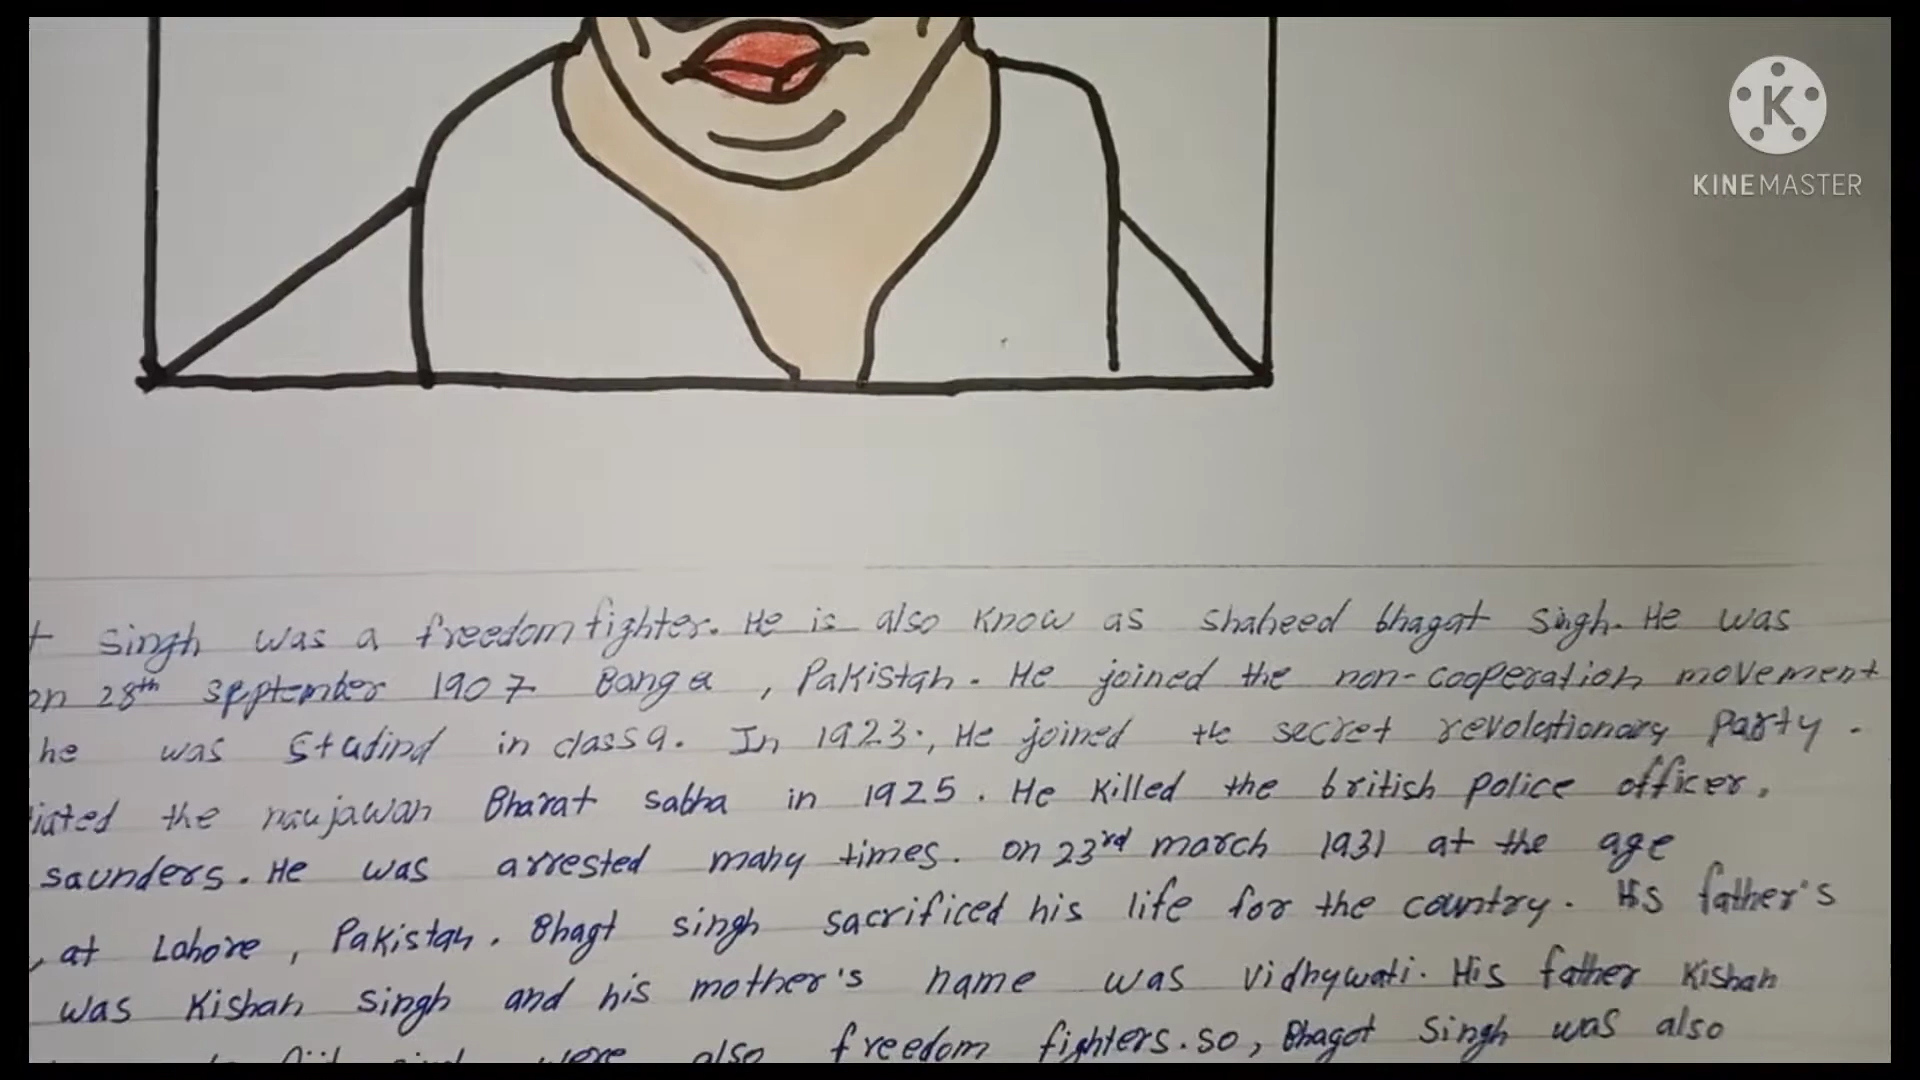 K
KINEMASTER
Singh was a freedom fighter. He is also know as shaheed bhagat Singh. He was
on 28th september 1907 Banga , Pakistan. He joined the non-cooperation movement
he was in class 9. In 1923., He joined the secret revolutionary party.
the naujawan Bharat sabha in 1925. He killed the british police officer,
saunders. He was arrested many times. on 23rd march 1931 at the age
, at Lahore , Pakistan. Bhagt singh sacrificed his life for the country. His father's
was Kishan Singh and his mother's name was vidhywati. His father Kishan
were also freedom fighters. so, Bhagat Singh was also